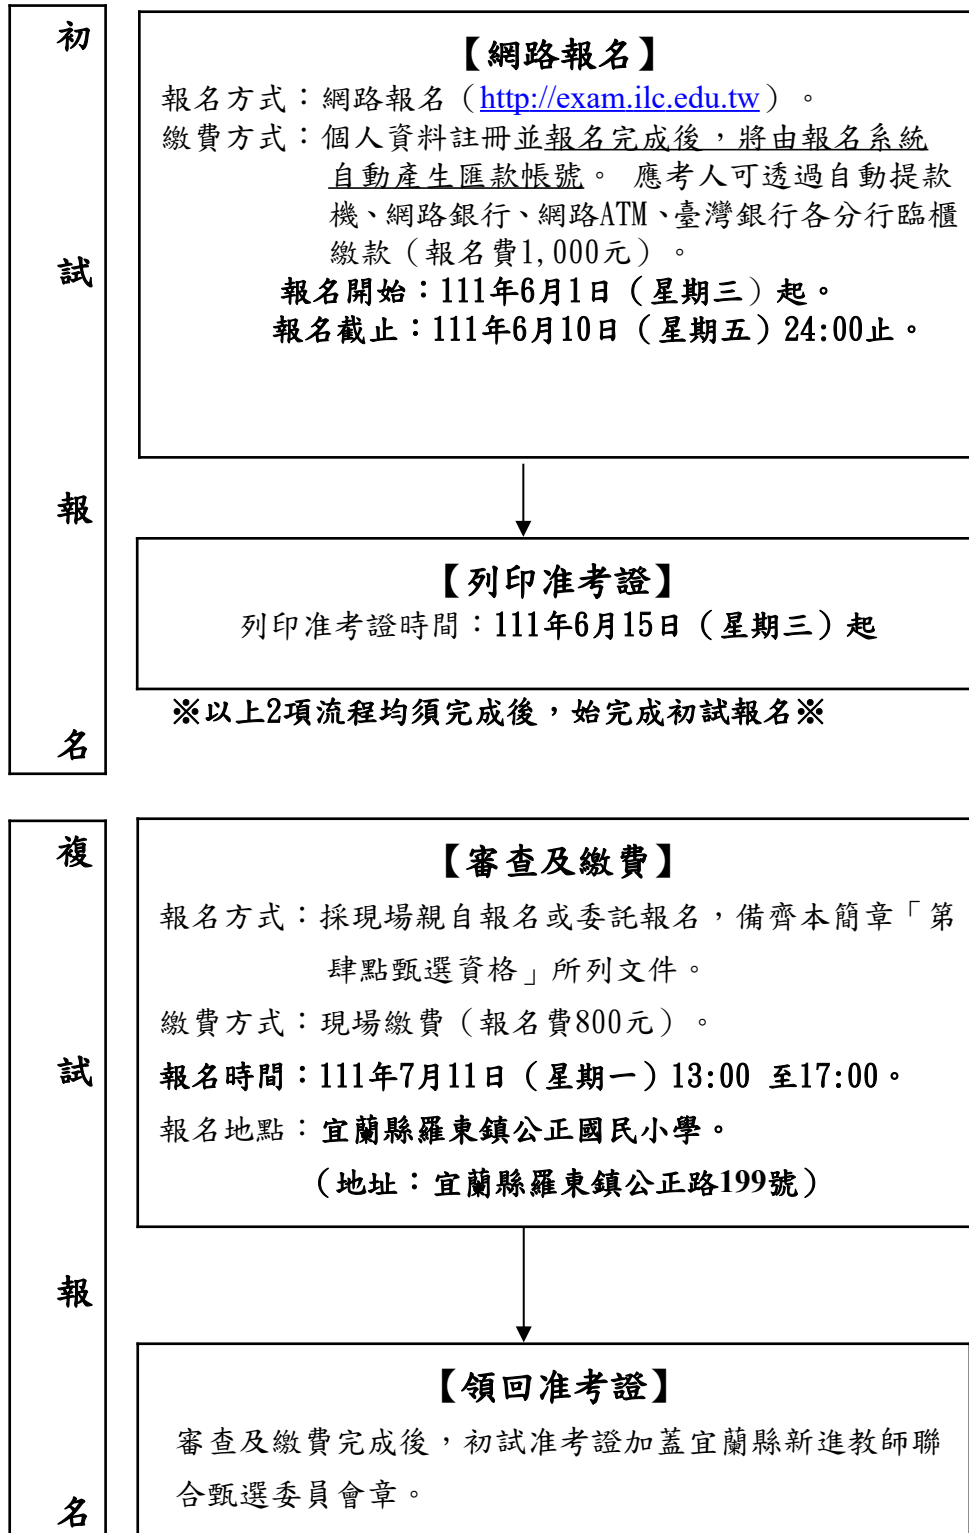 初
試
報
名
【網路報名】
報名方式：網路報名（http://exam.ilc.edu.tw）。
繳費方式：個人資料註冊並報名完成後，將由報名系統
自動產生匯款帳號。 應考人可透過自動提款
機、網路銀行、網路ATM、臺灣銀行各分行臨櫃
繳款（報名費1,000元）。
報名開始：111年6月1日（星期三）起。
報名截止：111年6月10日（星期五）24:00止。
【列印准考證】
列印准考證時間：111年6月15日（星期三）起
※以上2項流程均須完成後，始完成初試報名※
複
試
報
名
【審查及繳費】
報名方式：採現場親自報名或委託報名，備齊本簡章「第
肆點甄選資格」所列文件。
繳費方式：現場繳費（報名費800元）。
報名時間：111年7月11日（星期一）13:00 至17:00。
報名地點：宜蘭縣羅東鎮公正國民小學。
（地址：宜蘭縣羅東鎮公正路199號）
【領回准考證】
審查及繳費完成後，初試准考證加蓋宜蘭縣新進教師聯
合甄選委員會章。